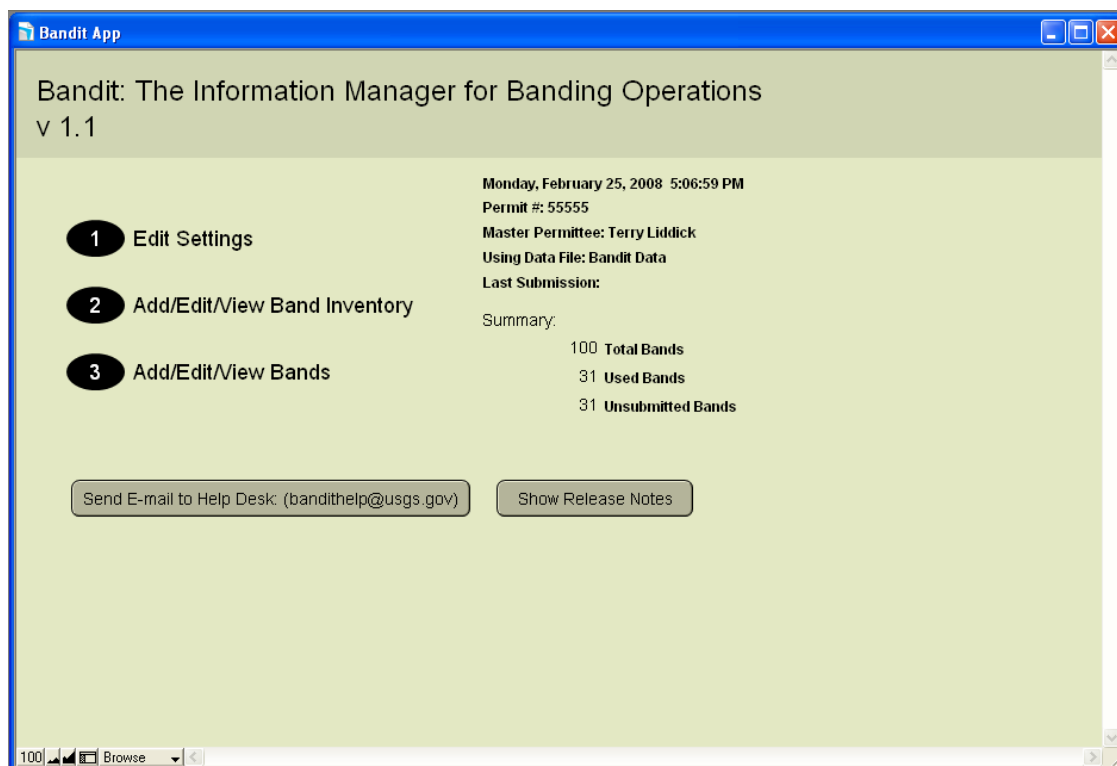 Bandit App
Bandit: The Information Manager for Banding Operations
v 1.1
Monday, February 25, 2008 5:06:59 PM
Permit #: 55555
Master Permittee: Terry Liddick
Using Data File: Bandit Data
Last Submission:
1 Edit Settings
2 Add/Edit/View Band Inventory
3 Add/Edit/View Bands
Summary:
100 Total Bands
31 Used Bands
31 Unsubmitted Bands
Send E-mail to Help Desk: (bandithelp@usgs.gov)
Show Release Notes
100 Browse